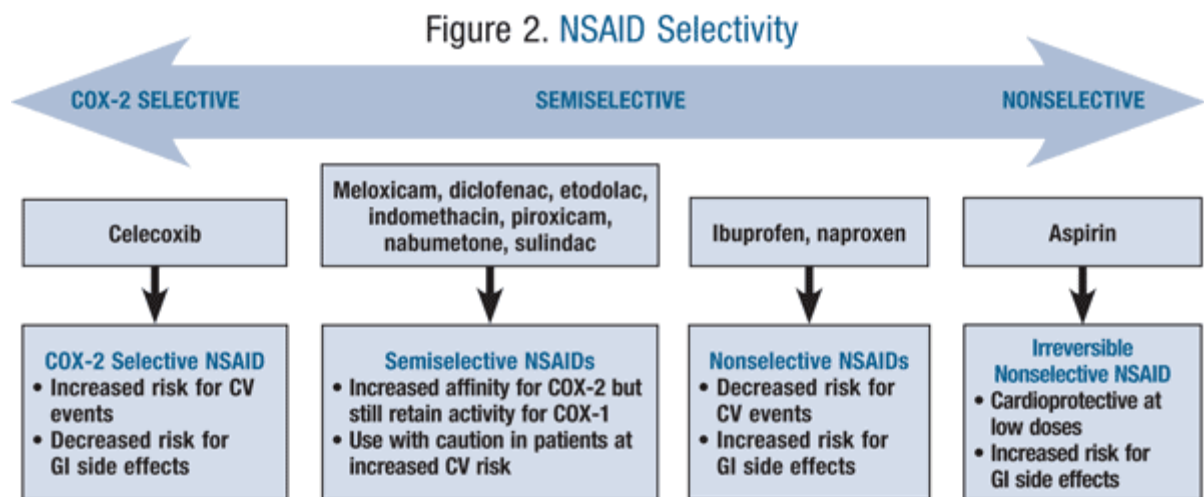 Figure 2. NSAID Selectivity
COX-2 SELECTIVE
SEMISELECTIVE
NONSELECTIVE
Celecoxib
Meloxicam, diclofenac, etodolac,
indomethacin, piroxicam,
nabumetone, sulindac
Ibuprofen, naproxen
Aspirin
COX-2 Selective NSAID
• Increased risk for CV
events
• Decreased risk for
GI side effects
Semiselective NSAIDs
• Increased affinity for COX-2 but
still retain activity for COX-1
• Use with caution in patients at
increased CV risk
Nonselective NSAIDs
• Decreased risk for
CV events
• Increased risk for
GI side effects
Irreversible
Nonselective NSAID
• Cardioprotective at
low doses
• Increased risk for
GI side effects